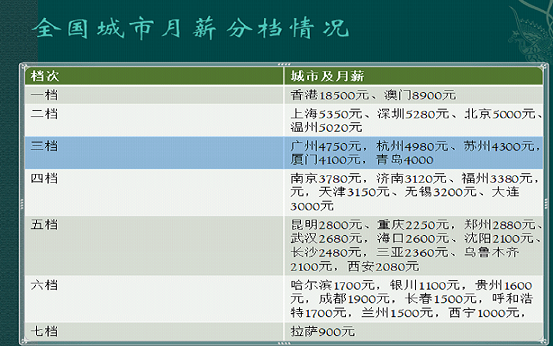 全国城市月薪分档情况
档次 城市及月薪
一档 香港18500元、澳门8900元
二档 上海5350元、深圳5280元、北京5000元、
温州5020元
三档 广州4750元，杭州4980元、苏州4300元，
厦门4100元，青岛4000
四档 南京3780元，济南3120元、福州3380元，
元，天津3150元、无锡3200元、大连
3000元
五档 昆明2800元、重庆2250元，郑州2880元、
武汉2680元，海口2600元、沈阳2100元、
长沙2480元，三亚2360元、乌鲁木齐
2100元，西安2080元
六档 哈尔滨1700元，银川1100元，贵州1600
元，成都1900元，长春1500元，呼和浩
特1700元，兰州1500元，西宁1000元，
七档 拉萨900元